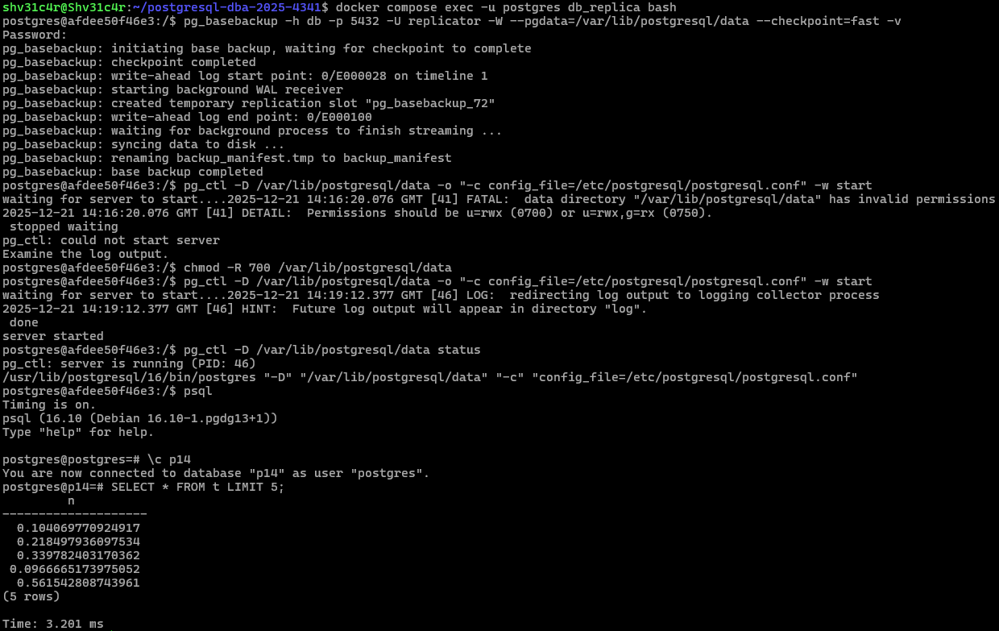 shv31c4r@Shv31c4r:~/postgresql-dba-2025-4341$ docker compose exec -u postgres db_replica bash
postgres@afdee50f46e3:/$ pg_basebackup -h db -p 5432 -U replicator -W --pgdata=/var/lib/postgresql/data --checkpoint=fast -v
Password:
pg_basebackup: initiating base backup, waiting for checkpoint to complete
pg_basebackup: checkpoint completed
pg_basebackup: write-ahead log start point: 0/E000028 on timeline 1
pg_basebackup: starting background WAL receiver
pg_basebackup: created temporary replication slot "pg_basebackup_72"
pg_basebackup: write-ahead log end point: 0/E000100
pg_basebackup: waiting for background process to finish streaming ...
pg_basebackup: syncing data to disk ...
pg_basebackup: renaming backup_manifest.tmp to backup_manifest
pg_basebackup: base backup completed
postgres@afdee50f46e3:/$ pg_ctl -D /var/lib/postgresql/data -o "-c config_file=/etc/postgresql/postgresql.conf" -w start
waiting for server to start....2025-12-21 14:16:20.076 GMT [41] FATAL:  data directory "/var/lib/postgresql/data" has invalid permissions
2025-12-21 14:16:20.076 GMT [41] DETAIL:  Permissions should be u=rwx (0700) or u=rwx,g=rx (0750).
 stopped waiting
pg_ctl: could not start server
Examine the log output.
postgres@afdee50f46e3:/$ chmod -R 700 /var/lib/postgresql/data
postgres@afdee50f46e3:/$ pg_ctl -D /var/lib/postgresql/data -o "-c config_file=/etc/postgresql/postgresql.conf" -w start
waiting for server to start....2025-12-21 14:19:12.377 GMT [46] LOG:  redirecting log output to logging collector process
2025-12-21 14:19:12.377 GMT [46] HINT:  Future log output will appear in directory "log".
 done
server started
postgres@afdee50f46e3:/$ pg_ctl -D /var/lib/postgresql/data status
pg_ctl: server is running (PID: 46)
/usr/lib/postgresql/16/bin/postgres "-D" "/var/lib/postgresql/data" "-c" "config_file=/etc/postgresql/postgresql.conf"
postgres@afdee50f46e3:/$ psql
Timing is on.
psql (16.10 (Debian 16.10-1.pgdg13+1))
Type "help" for help.

postgres@postgres=# \c p14
You are now connected to database "p14" as user "postgres".
postgres@p14=# SELECT * FROM t LIMIT 5;
         n
--------------------
  0.104069770924917
  0.218497936097534
  0.339782403170362
 0.0966665173975052
  0.561542808743961
(5 rows)

Time: 3.201 ms